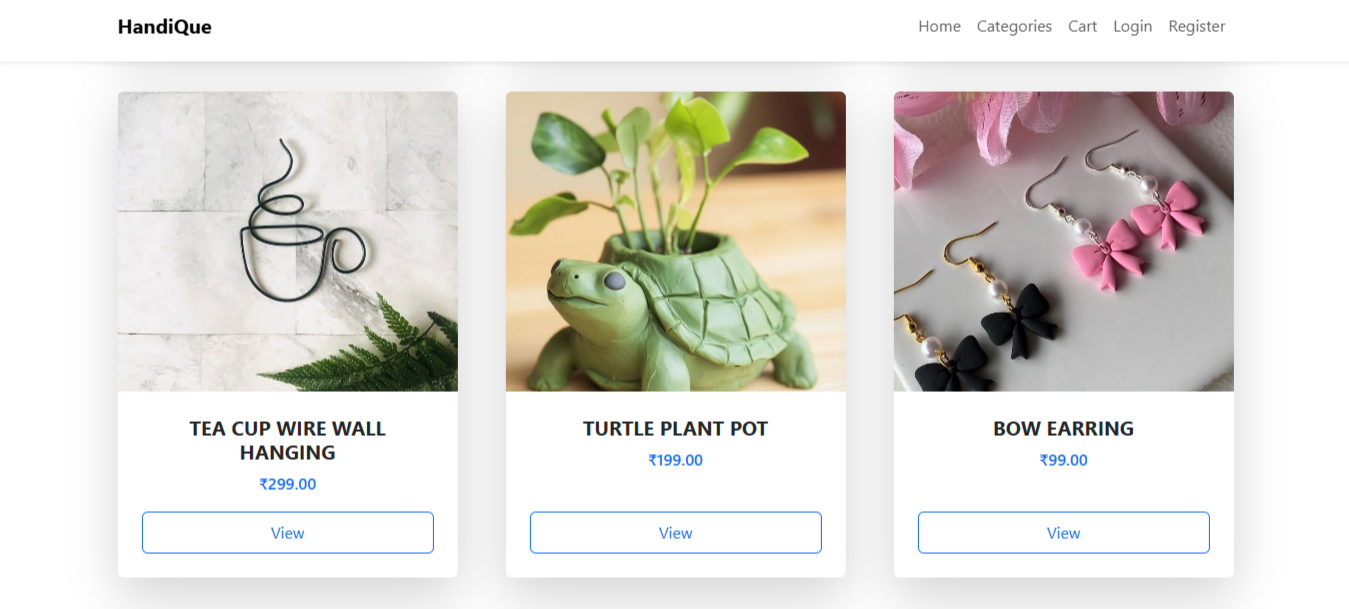 HandiQue
Home Categories Cart Login Register
TEA CUP WIRE WALL
HANGING
₹299.00
View
TURTLE PLANT POT
₹199.00
View
BOW EARRING
₹99.00
View